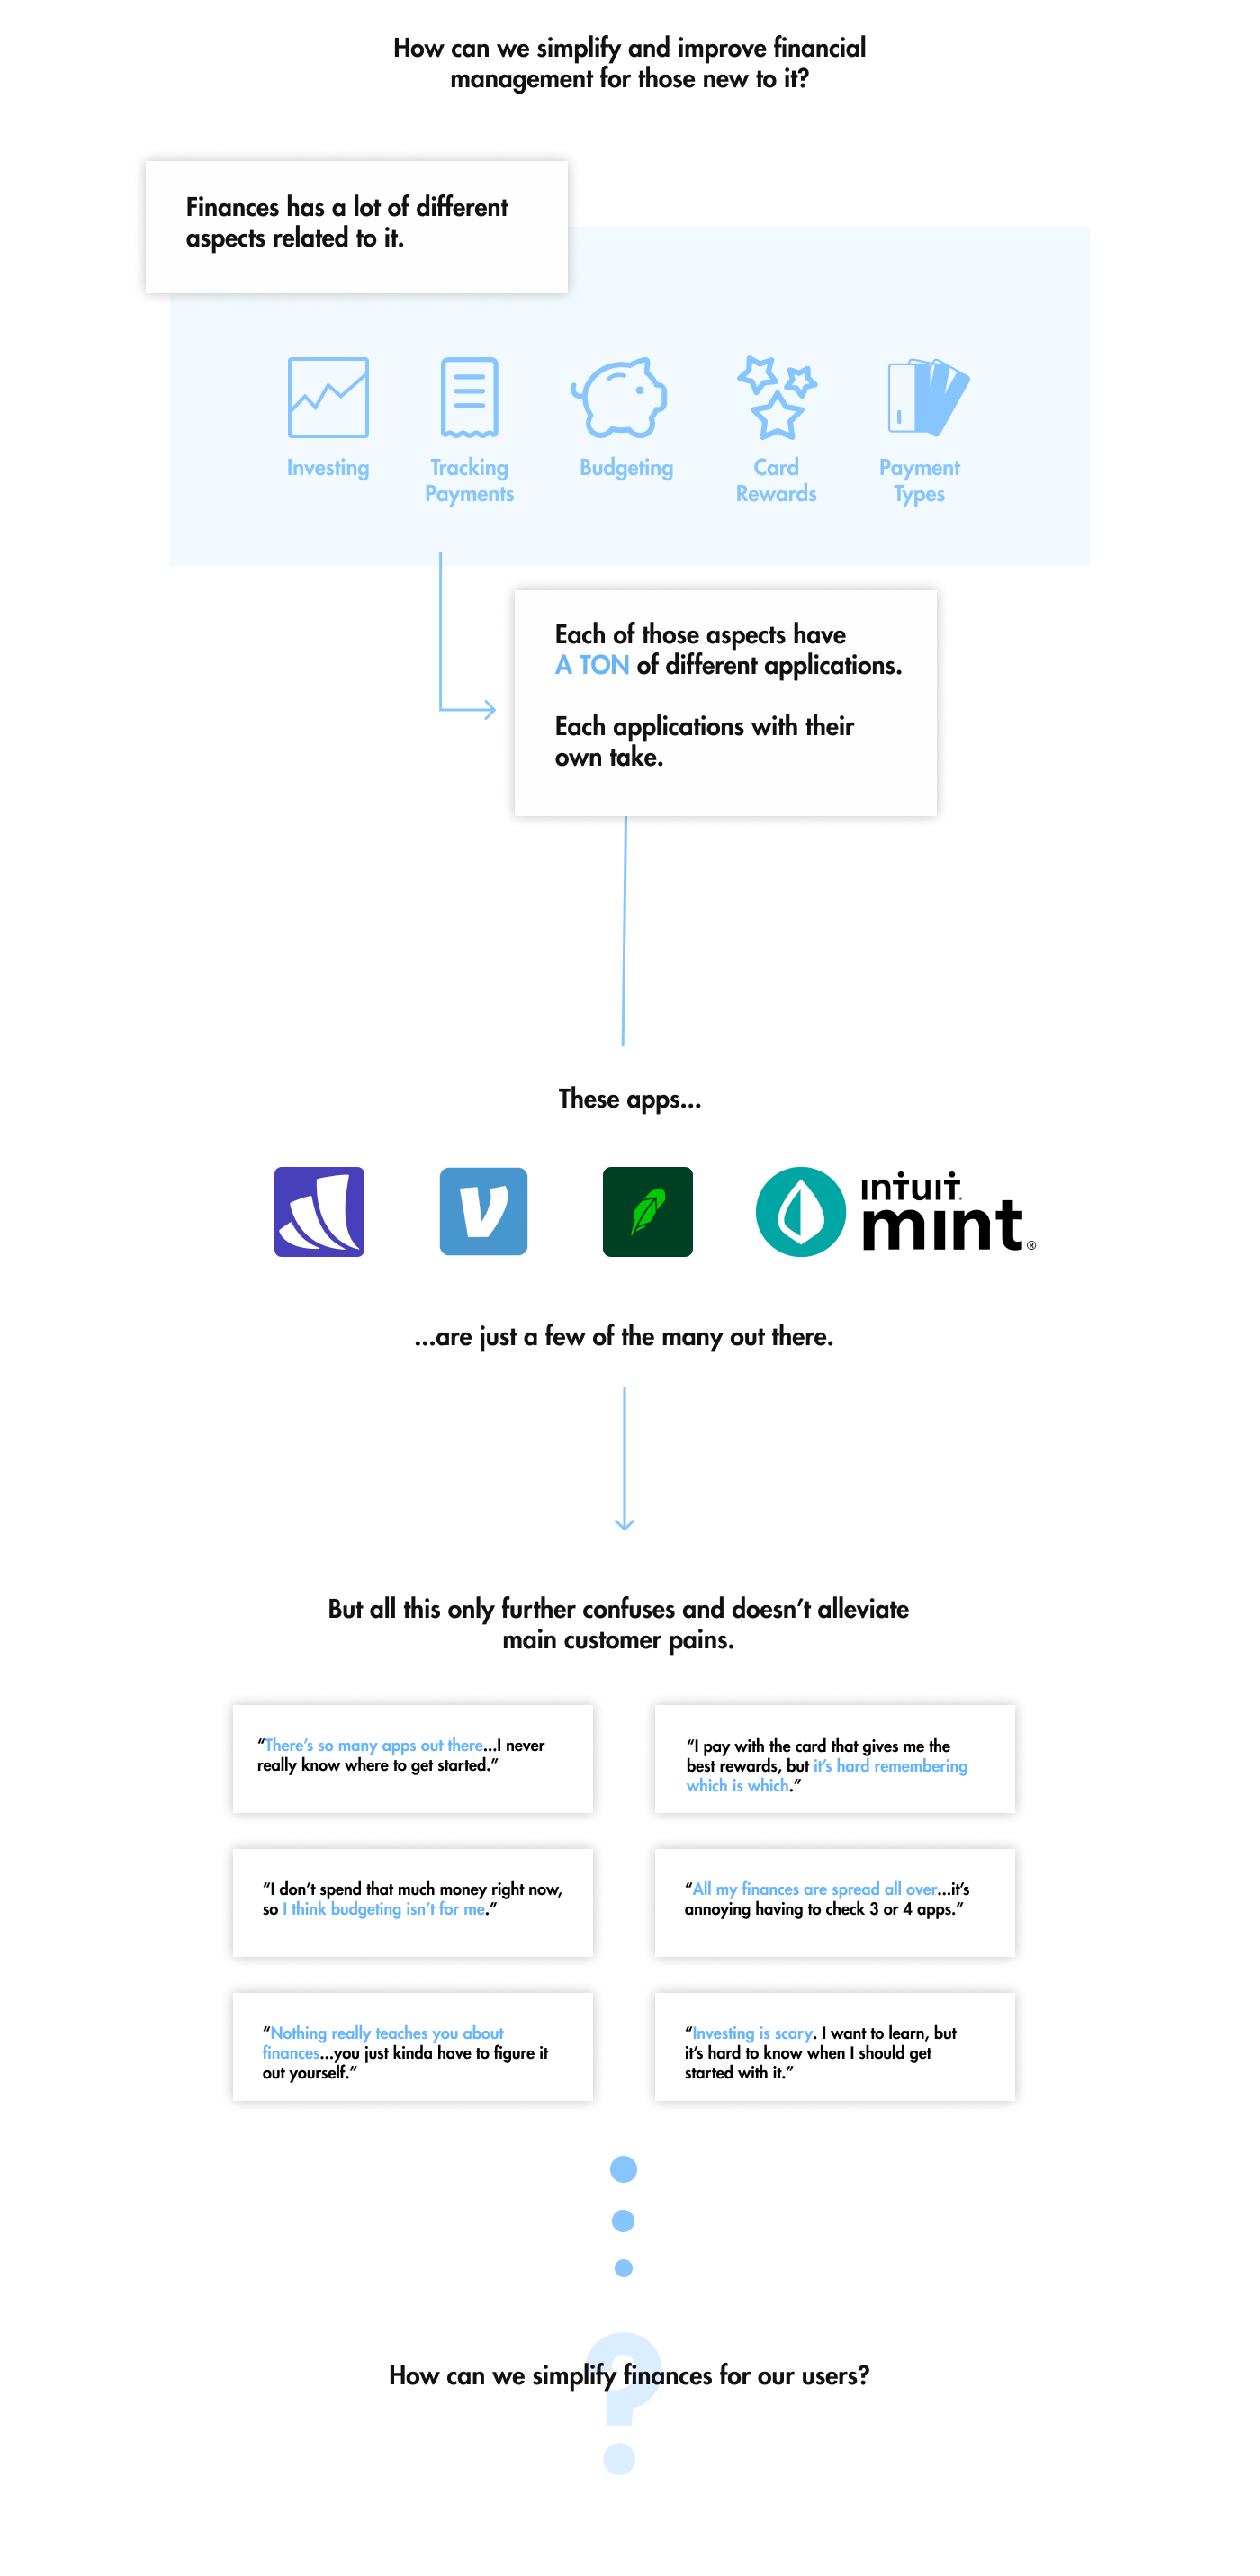 How can we simplify and improve financial
management for those new to it?
Finances has a lot of different
aspects related to it.
Investing
Tracking
Payments
Budgeting
Card
Rewards
Payment
Types
Each of those aspects have
A TON of different applications.
Each applications with their
own take.
These apps...
intuit.
mint®
...are just a few of the many out there.
But all this only further confuses and doesn’t alleviate
main customer pains.
“There’s so many apps out there...I never
really know where to get started.”
“I pay with the card that gives me the
best rewards, but it’s hard remembering
which is which.”
“I don’t spend that much money right now,
so I think budgeting isn’t for me.”
“All my finances are spread all over...it’s
annoying having to check 3 or 4 apps.”
“Nothing really teaches you about
finances...you just kinda have to figure it
out yourself.”
“Investing is scary. I want to learn, but
it’s hard to know when I should get
started with it.”
?
How can we simplify finances for our users?